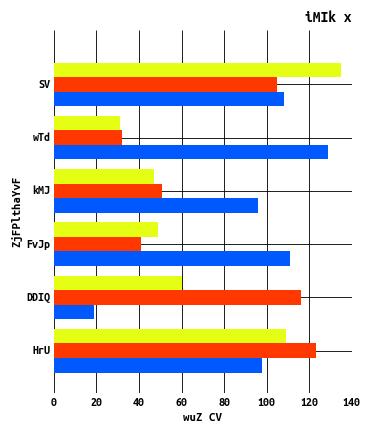 iMIk x
SV
wTd
kMJ
FvJp
DDIQ
HrU
ZjFPlthaYvF
0 20 40 60 80 100 120 140
wuZ CV